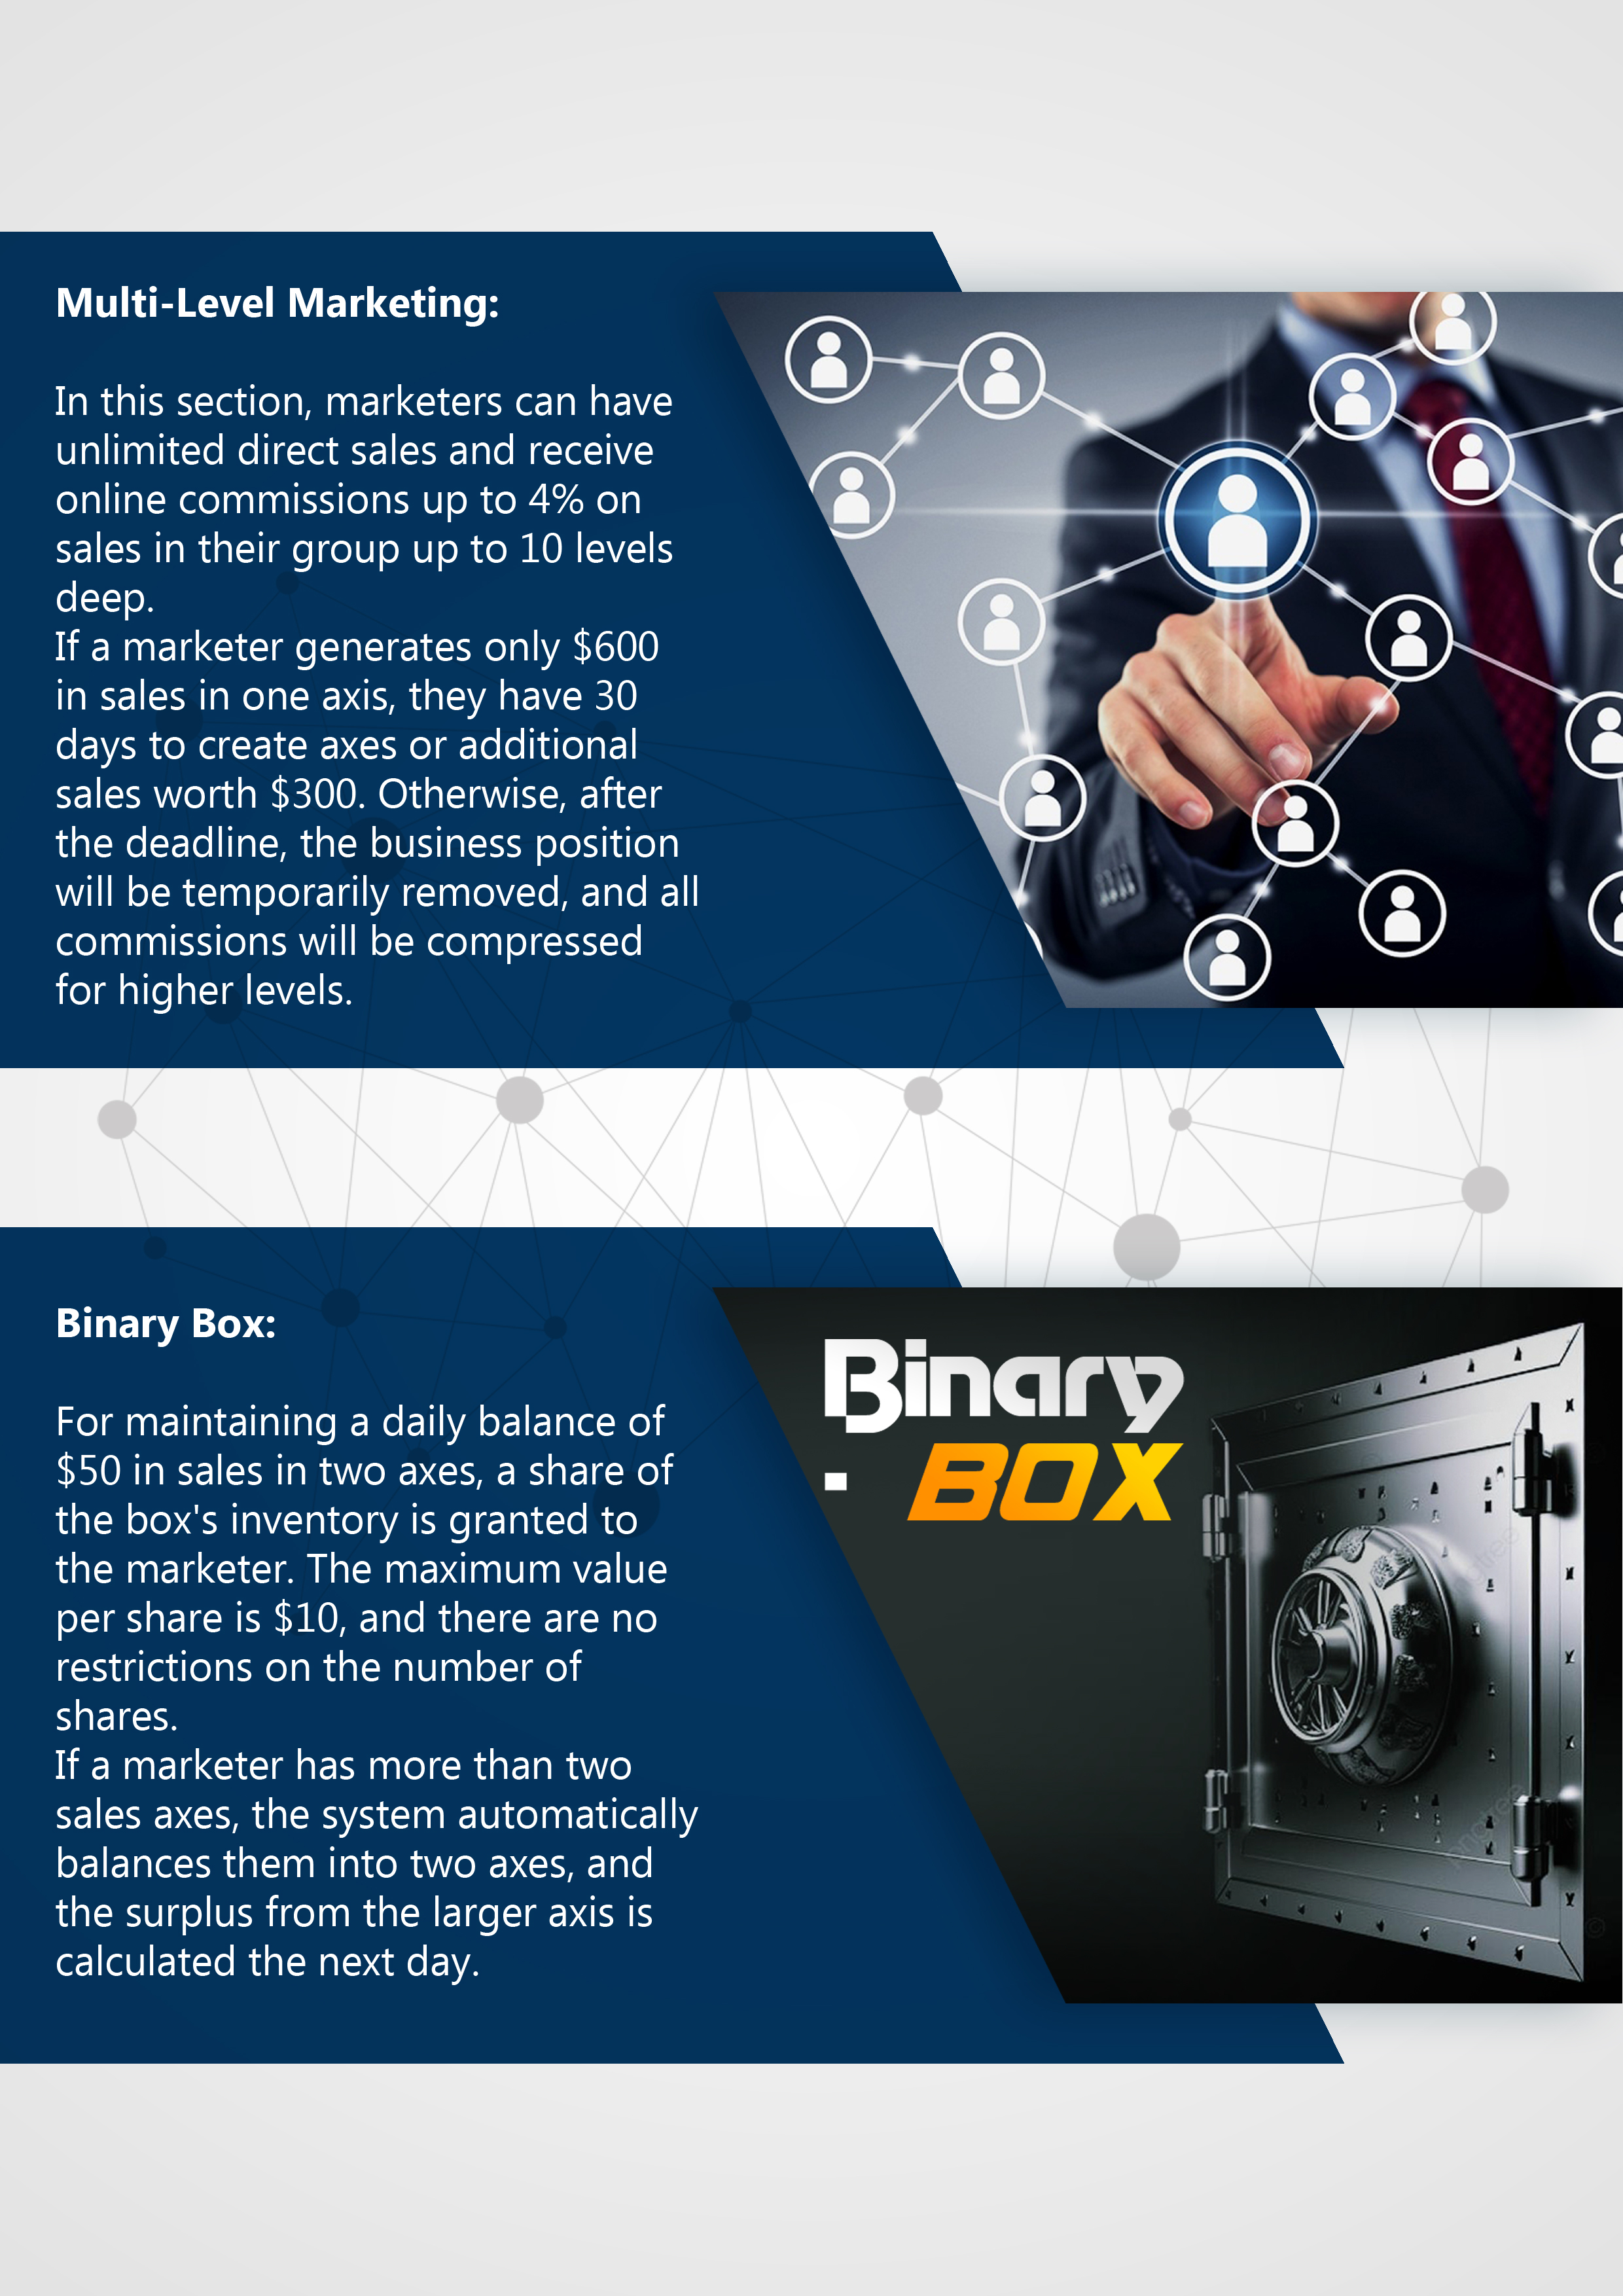 Multi-Level Marketing:
In this section, marketers can have
unlimited direct sales and receive
online commissions up to 4% on
sales in their group up to 10 levels
deep.
If a marketer generates only $600
in sales in one axis, they have 30
days to create axes or additional
sales worth $300. Otherwise, after
the deadline, the business position
will be temporarily removed, and all
commissions will be compressed
for higher levels.
Binary Box:
For maintaining a daily balance of
$50 in sales in two axes, a share of
the box's inventory is granted to
the marketer. The maximum value
per share is $10, and there are no
restrictions on the number of
shares.
If a marketer has more than two
sales axes, the system automatically
balances them into two axes, and
the surplus from the larger axis is
calculated the next day.
Binary
BOX
pngtree